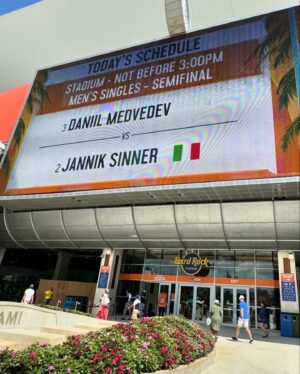 TODAY'S SCHEDULE
STADIUM - NOT BEFORE 3:00PM
MEN'S SINGLES - SEMIFINAL
3 DANIIL MEDVEDEV
VS
2 JANNIK SINNER
Hard Rock
EXIT
AMI